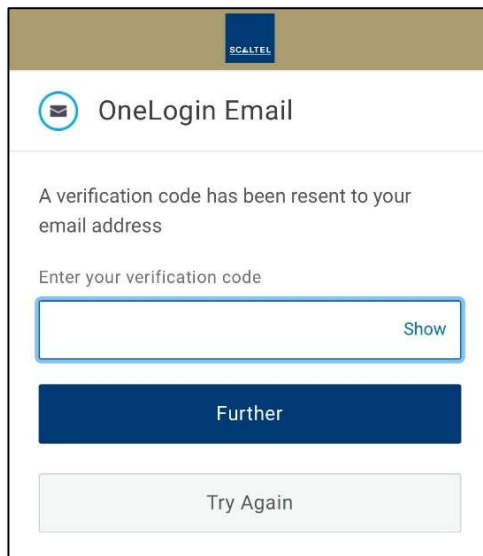 SCALTEL
OneLogin Email
A verification code has been resent to your
email address
Enter your verification code
Show
Further
Try Again